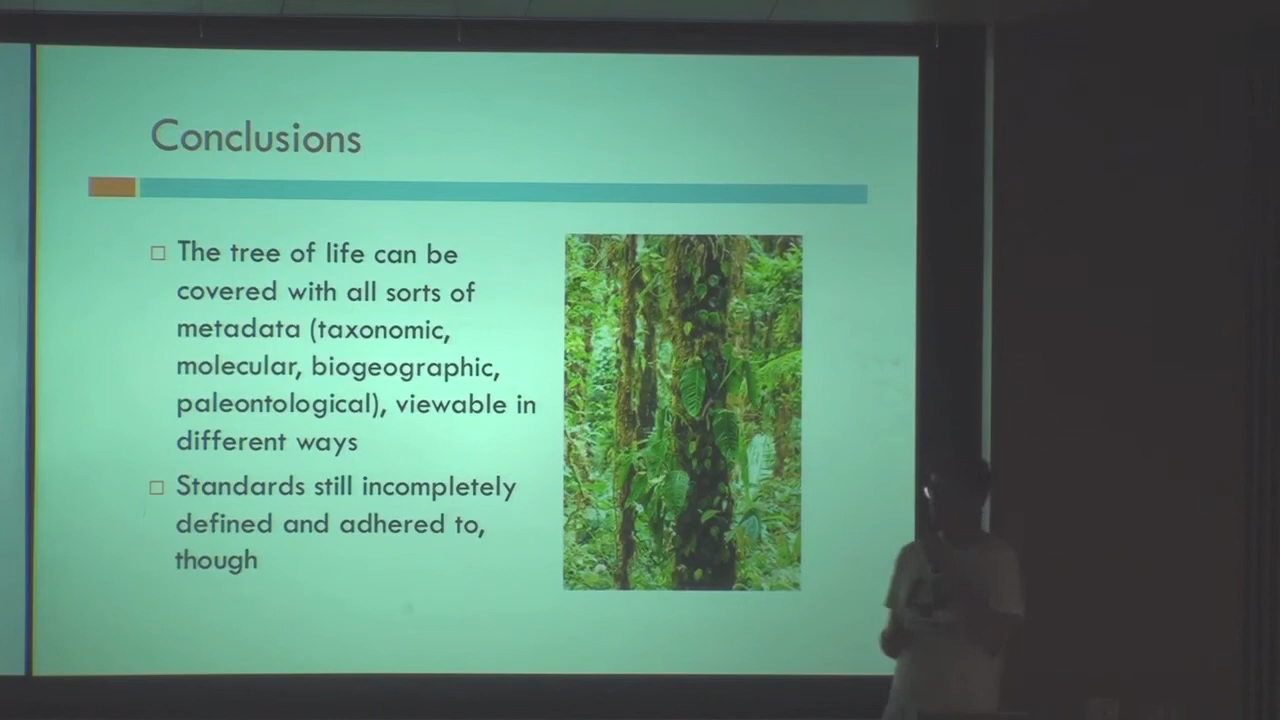 Conclusions
The tree of life can be
covered with all sorts of
metadata (taxonomic,
molecular, biogeographic,
paleontological), viewable in
different ways
Standards still incompletely
defined and adhered to,
though